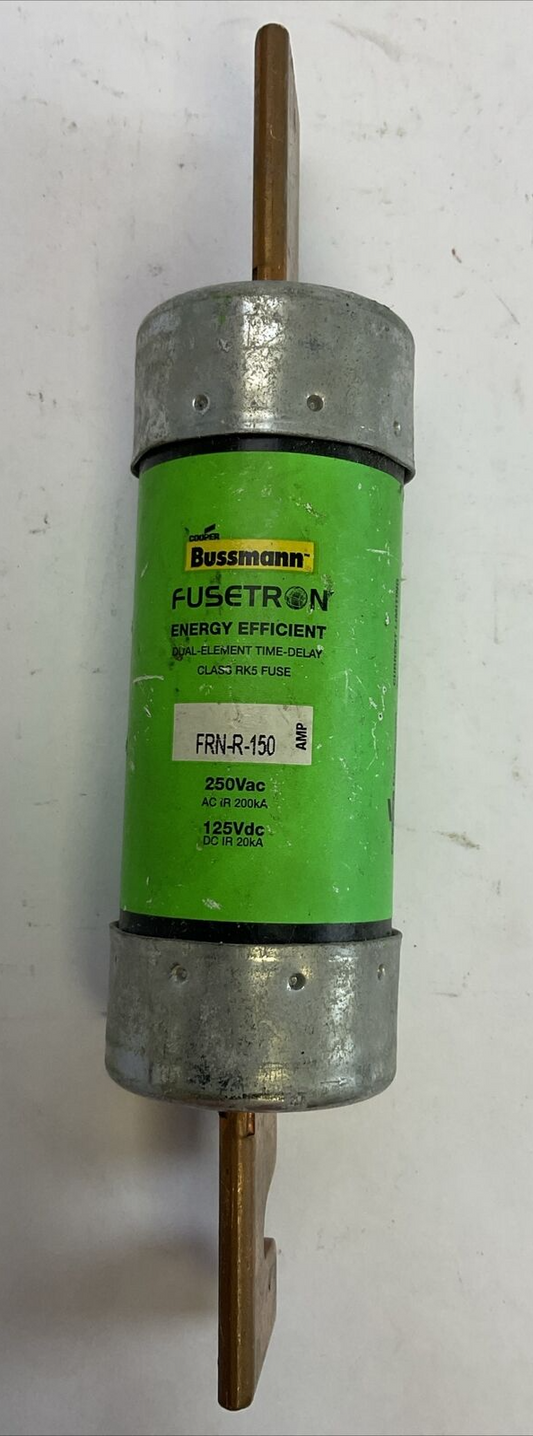 COOPER
Bussmann
FUSETRON
ENERGY EFFICIENT
DUAL-ELEMENT TIME-DELAY
CLASS RK5 FUSE
FRN-R-150
AMP
250Vac
AC IR 200kA
125Vdc
DC IR 20kA